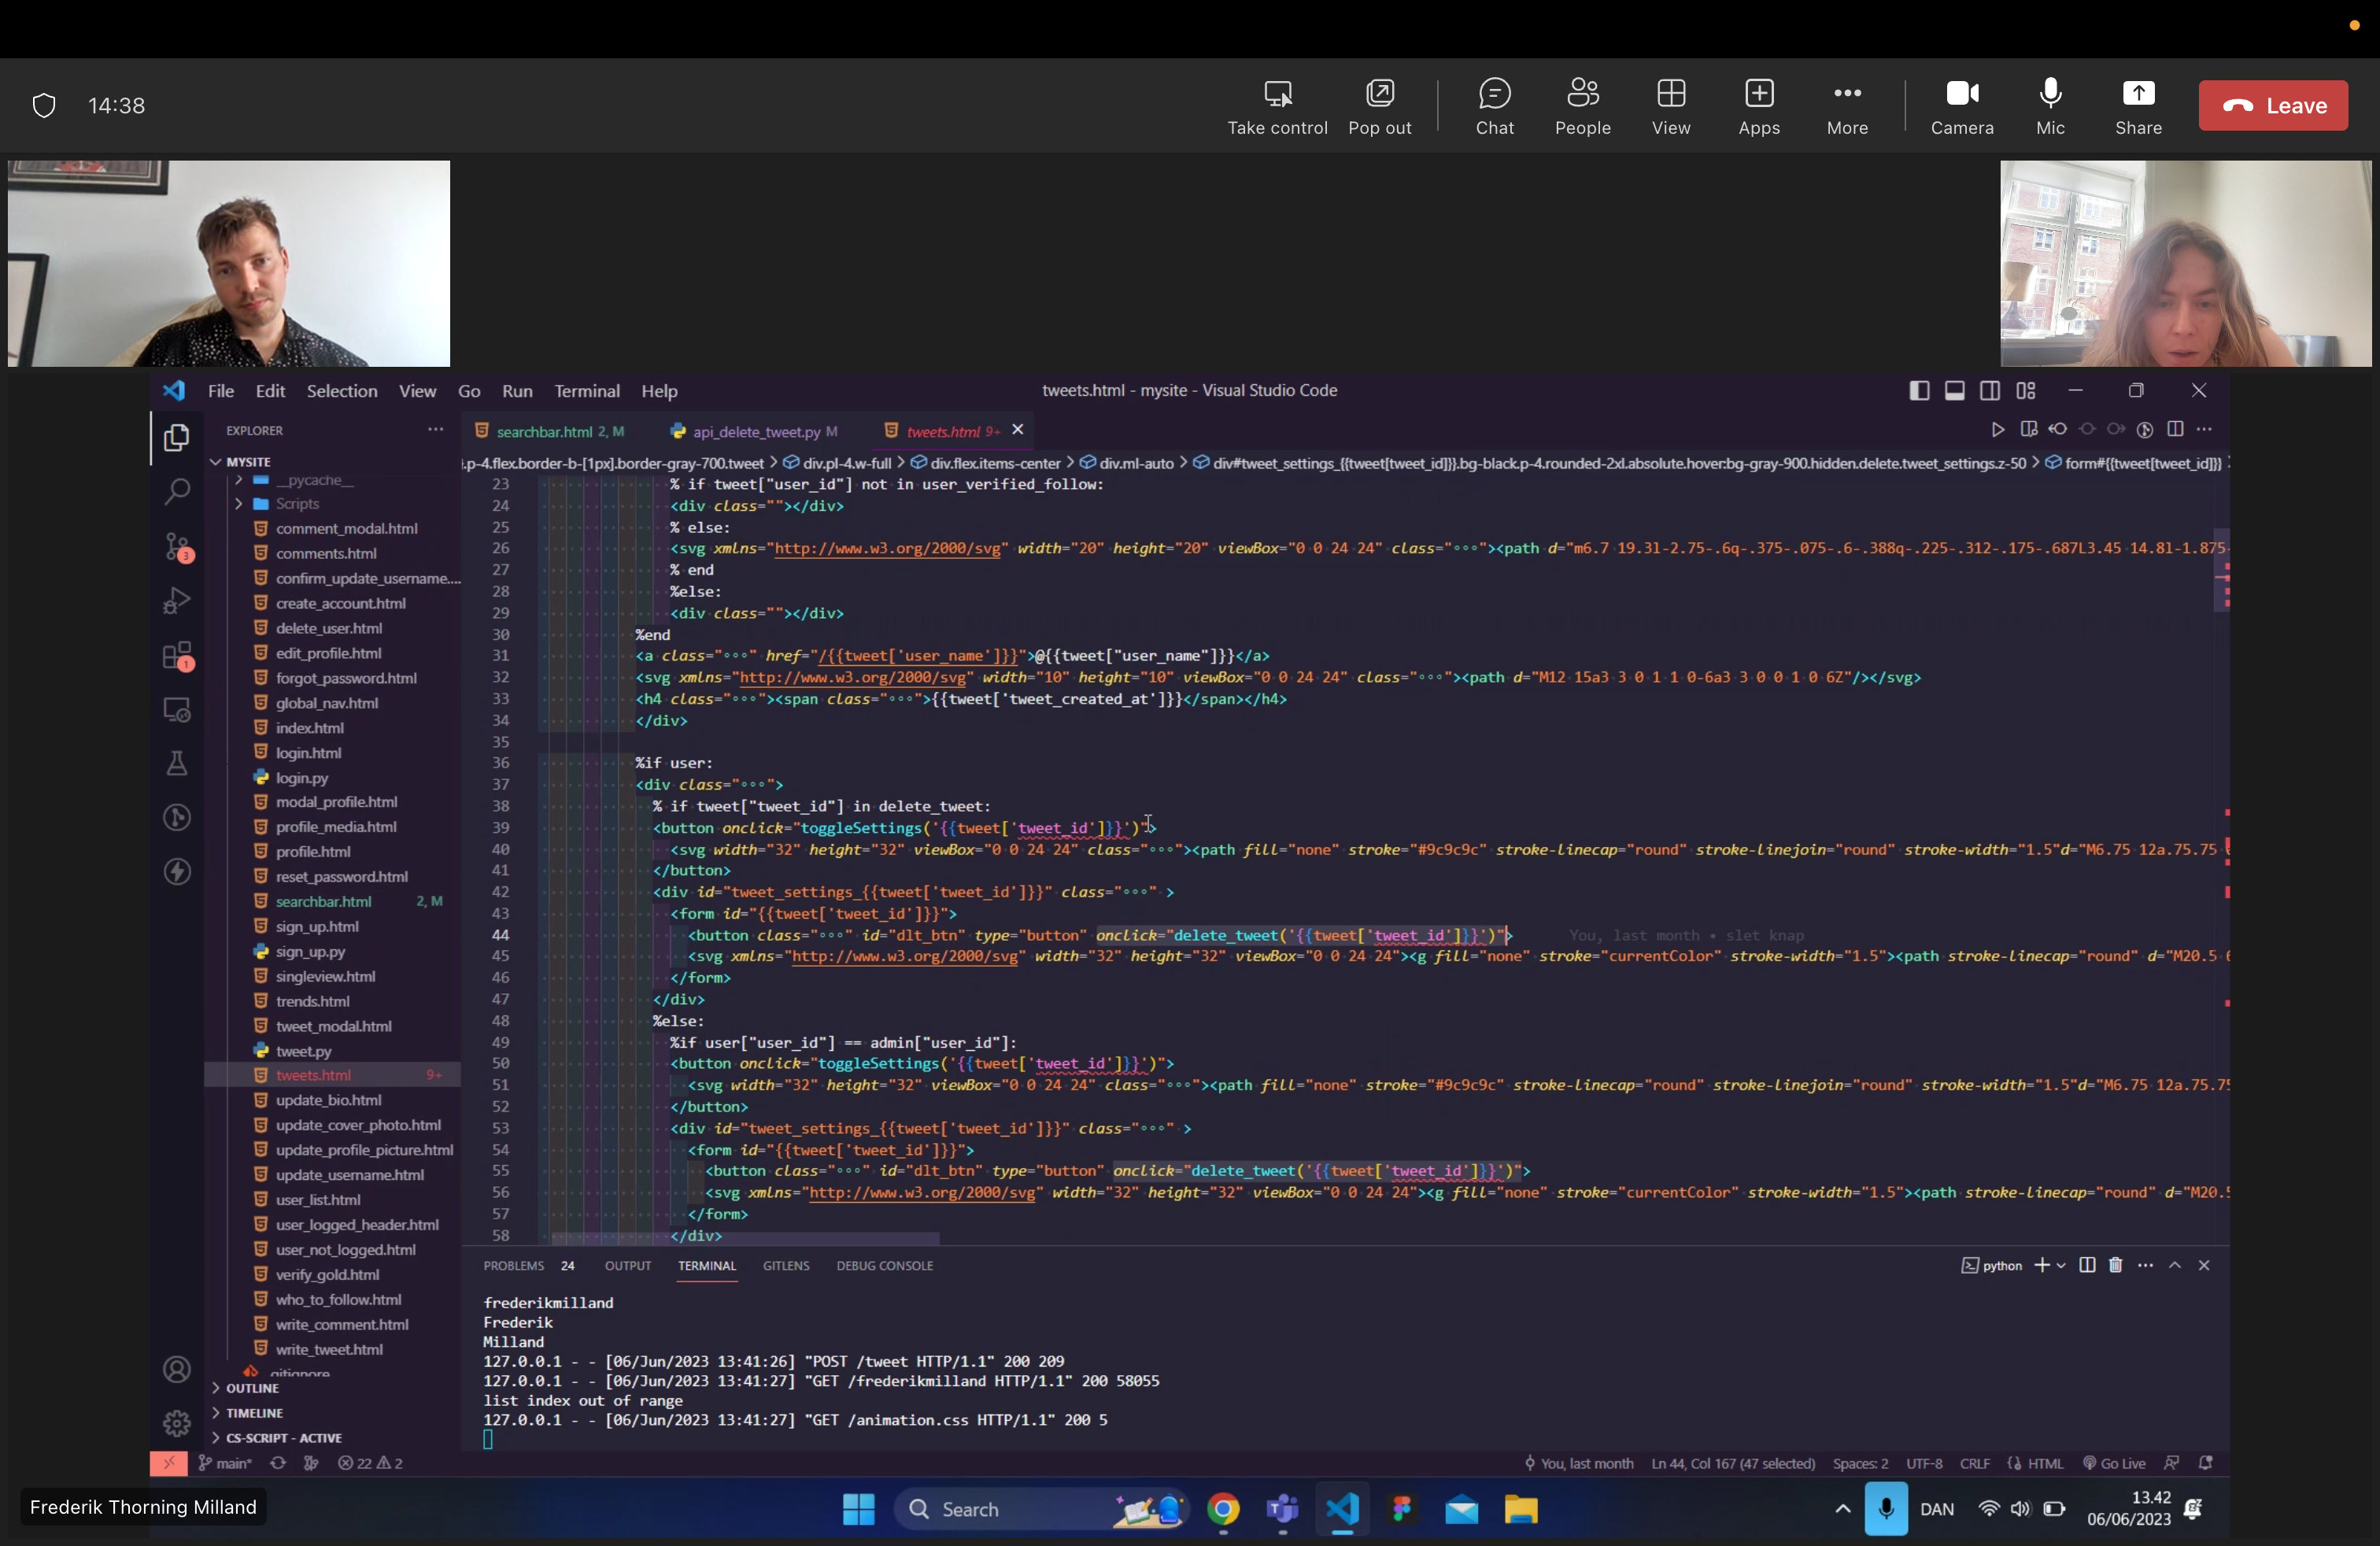 14:38
Take control
Pop out
Chat
People
View
Apps
More
Camera
Mic
Share
Leave
File Edit Selection View Go Run Terminal Help
tweets.html - mysite - Visual Studio Code
EXPLORER
searchbar.html 2, M
api_delete_tweet.py M
tweets.html 9+
MYSITE
.p-4.flex.border-b-[1px].border-gray-700.tweet > div.pl-4.w-full > div.flex.items-center > div.ml-auto > div#tweet_settings_{{tweet[tweet_id]}}.bg-black.p-4.rounded-2xl.absolute.hover:bg-gray-900.hidden.delete.tweet_settings.z-50 > form#{{tweet[tweet_id]}}
__pycache__
Scripts
comment_modal.html
comments.html
confirm_update_username....
create_account.html
delete_user.html
edit_profile.html
forgot_password.html
global_nav.html
index.html
login.html
login.py
modal_profile.html
profile_media.html
profile.html
reset_password.html
searchbar.html 2, M
sign_up.html
sign_up.py
singleview.html
trends.html
tweet_modal.html
tweet.py
tweets.html 9+
update_bio.html
update_cover_photo.html
update_profile_picture.html
update_username.html
user_list.html
user_logged_header.html
user_not_logged.html
verify_gold.html
who_to_follow.html
write_comment.html
write_tweet.html
.gitignore
OUTLINE
TIMELINE
CS-SCRIPT - ACTIVE
23 % if tweet["user_id"] not in user_verified_follow:
24 <div class=""></div>
25 % else:
26 <svg xmlns="http://www.w3.org/2000/svg" width="20" height="20" viewBox="0 0 24 24" class="∘∘∘"><path d="m6.7 19.3l-2.75-.6q-.375-.075-.6-.388q-.225-.312-.175-.687L3.45 14.8l-1.875-
27 % end
28 %else:
29 <div class=""></div>
30 %end
31 <a class="∘∘∘" href="/{{tweet['user_name']}}">@{{tweet["user_name"]}}</a>
32 <svg xmlns="http://www.w3.org/2000/svg" width="10" height="10" viewBox="0 0 24 24" class="∘∘∘"><path d="M12 15a3 3 0 1 1 0-6a3 3 0 0 1 0 6Z"/></svg>
33 <h4 class="∘∘∘"><span class="∘∘∘">{{tweet['tweet_created_at']}}</span></h4>
34 </div>
35
36 %if user:
37 <div class="∘∘∘">
38 % if tweet["tweet_id"] in delete_tweet:
39 <button onclick="toggleSettings('{{tweet['tweet_id']}}')">
40 <svg width="32" height="32" viewBox="0 0 24 24" class="∘∘∘"><path fill="none" stroke="#9c9c9c" stroke-linecap="round" stroke-linejoin="round" stroke-width="1.5"d="M6.75 12a.75.75
41 </button>
42 <div id="tweet_settings_{{tweet['tweet_id']}}" class="∘∘∘" >
43 <form id="{{tweet['tweet_id']}}">
44 <button class="∘∘∘" id="dlt_btn" type="button" onclick="delete_tweet('{{tweet['tweet_id']}}')"> You, last month • slet knap
45 <svg xmlns="http://www.w3.org/2000/svg" width="32" height="32" viewBox="0 0 24 24"><g fill="none" stroke="currentColor" stroke-width="1.5"><path stroke-linecap="round" d="M20.5 6
46 </form>
47 </div>
48 %else:
49 %if user["user_id"] == admin["user_id"]:
50 <button onclick="toggleSettings('{{tweet['tweet_id']}}')">
51 <svg width="32" height="32" viewBox="0 0 24 24" class="∘∘∘"><path fill="none" stroke="#9c9c9c" stroke-linecap="round" stroke-linejoin="round" stroke-width="1.5"d="M6.75 12a.75.75
52 </button>
53 <div id="tweet_settings_{{tweet['tweet_id']}}" class="∘∘∘" >
54 <form id="{{tweet['tweet_id']}}">
55 <button class="∘∘∘" id="dlt_btn" type="button" onclick="delete_tweet('{{tweet['tweet_id']}}')">
56 <svg xmlns="http://www.w3.org/2000/svg" width="32" height="32" viewBox="0 0 24 24"><g fill="none" stroke="currentColor" stroke-width="1.5"><path stroke-linecap="round" d="M20.5
57 </form>
58 </div>
PROBLEMS 24 OUTPUT TERMINAL GITLENS DEBUG CONSOLE
python
frederikmilland
Frederik
Milland
127.0.0.1 - - [06/Jun/2023 13:41:26] "POST /tweet HTTP/1.1" 200 209
127.0.0.1 - - [06/Jun/2023 13:41:27] "GET /frederikmilland HTTP/1.1" 200 58055
list index out of range
127.0.0.1 - - [06/Jun/2023 13:41:27] "GET /animation.css HTTP/1.1" 200 5
3
1
main* 22 2
You, last month Ln 44, Col 167 (47 selected) Spaces: 2 UTF-8 CRLF HTML Go Live
Frederik Thorning Milland
Search
DAN
13.42
06/06/2023